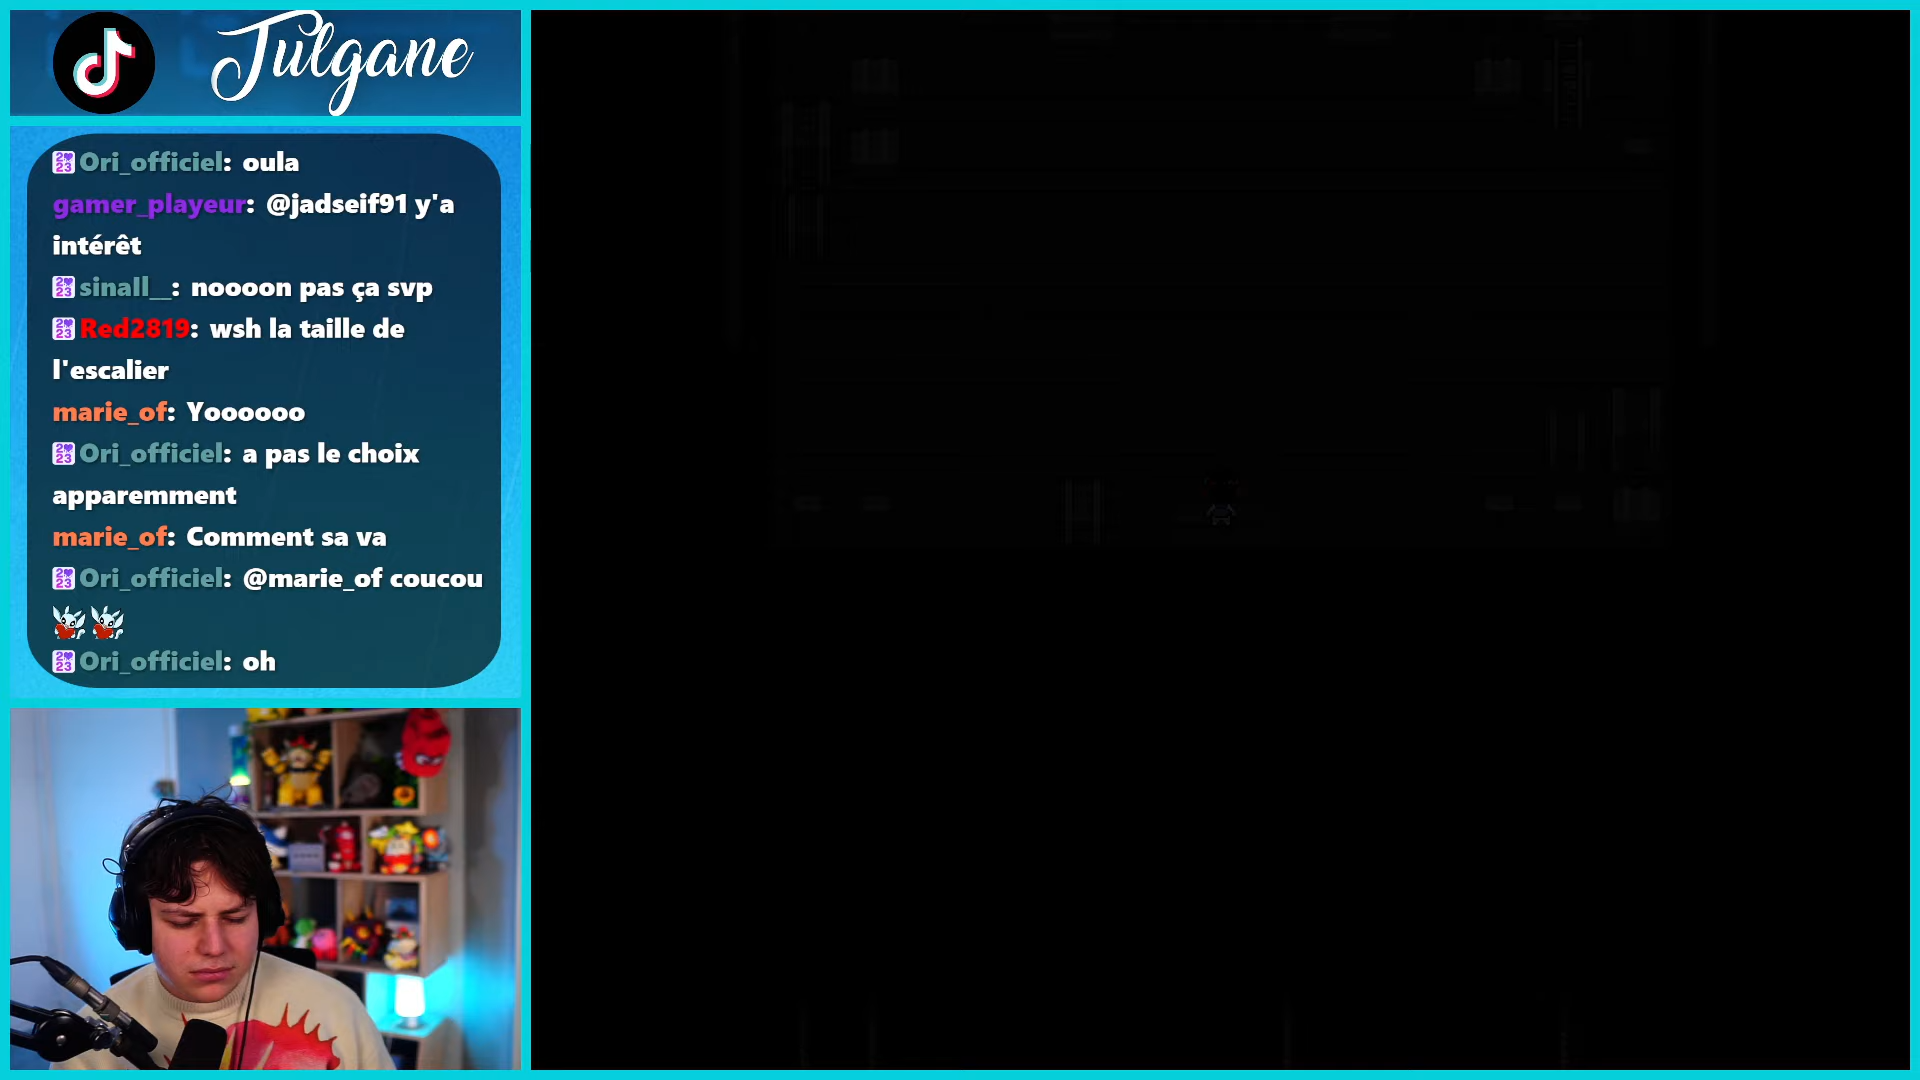 Julgane
Ori_officiel: oula
gamer_playeur: @jadseif91 y'a
intérêt
sinall__: noooon pas ça svp
Red2819: wsh la taille de
l'escalier
marie_of: Yoooooo
Ori_officiel: a pas le choix
apparemment
marie_of: Comment sa va
Ori_officiel: @marie_of coucou
Ori_officiel: oh